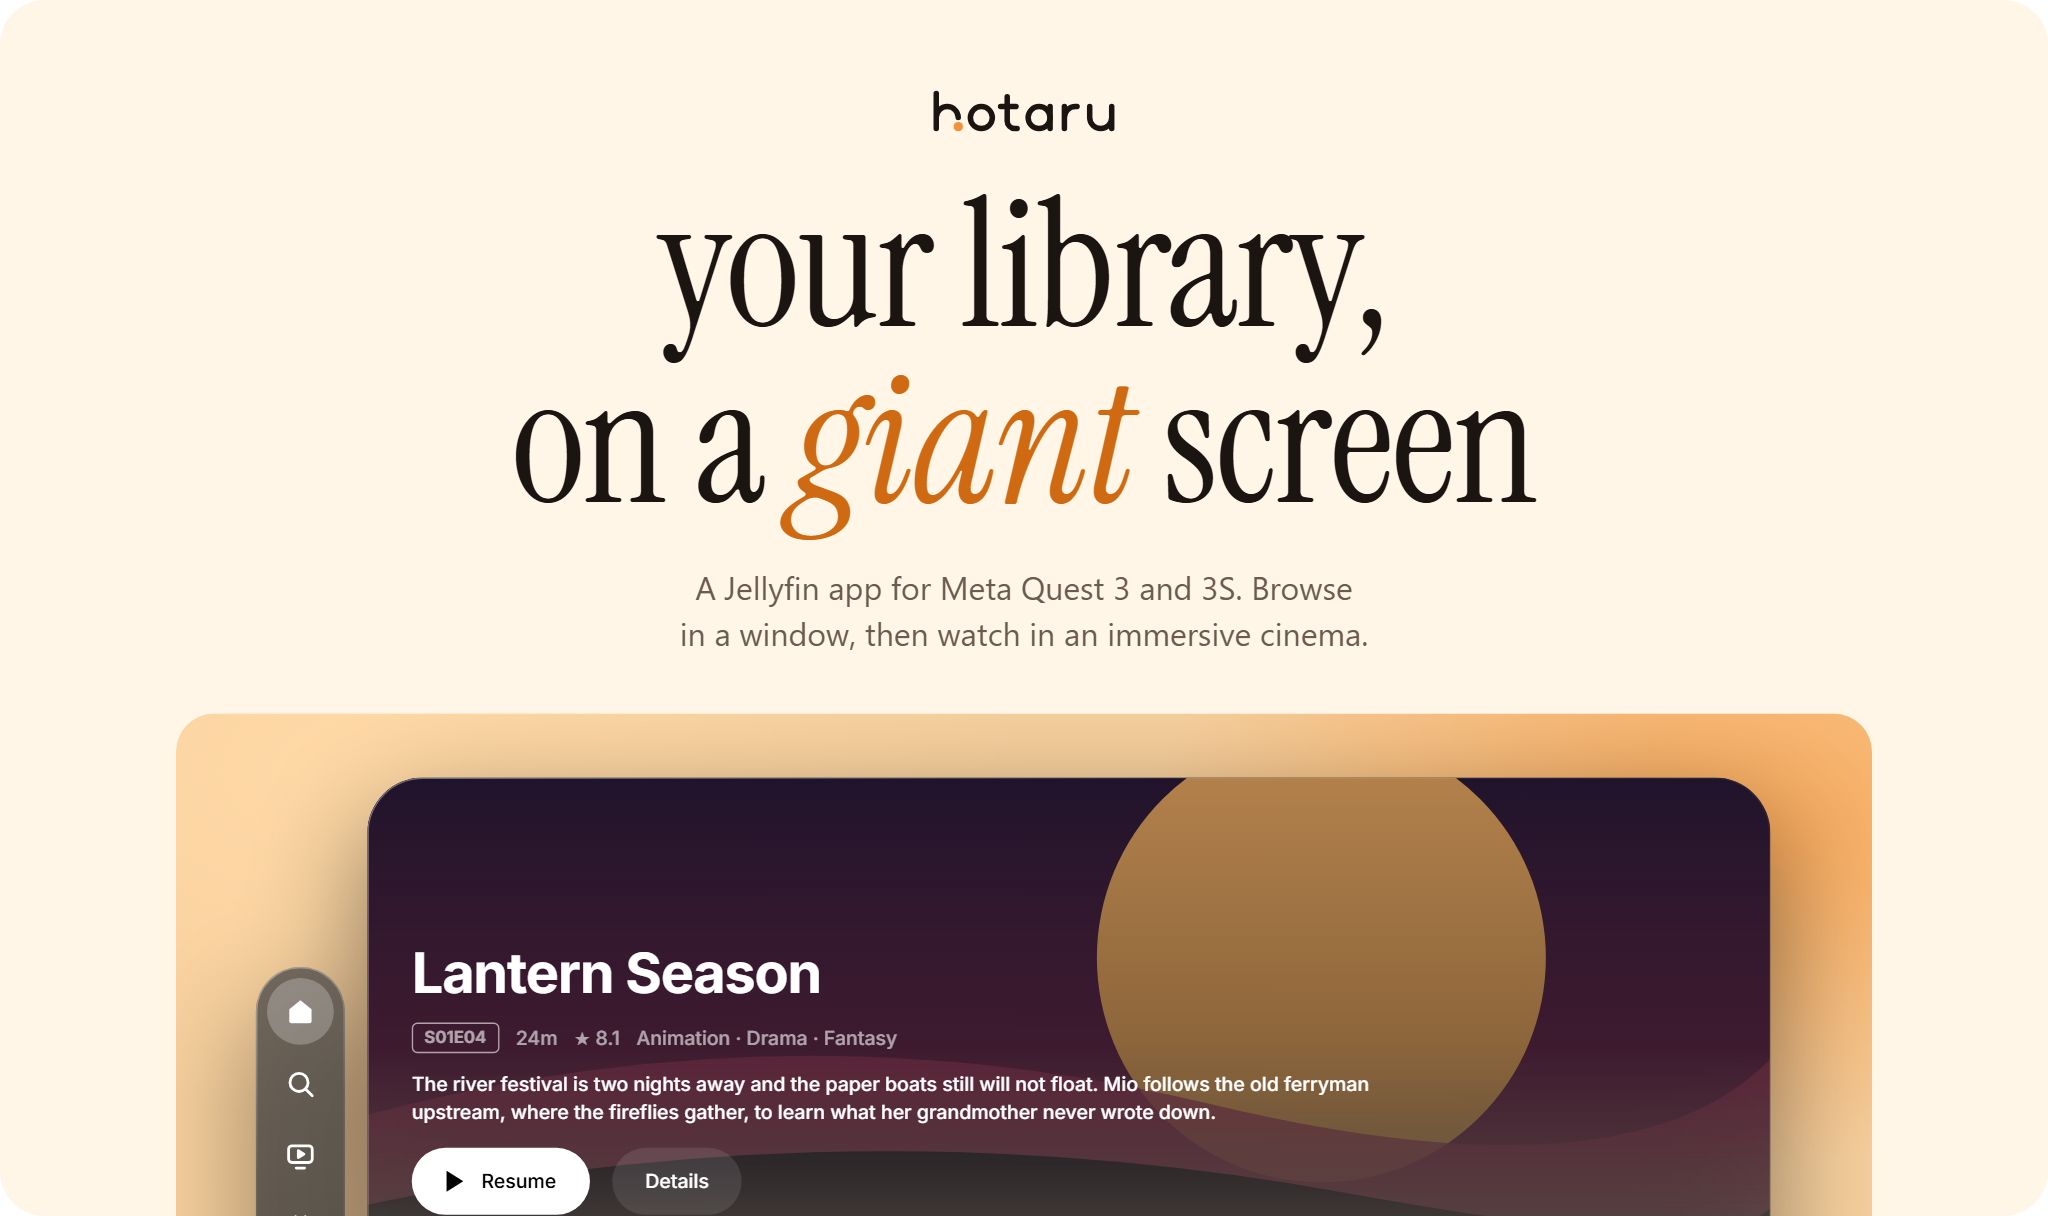 hotaru
your library,
on a giant screen
A Jellyfin app for Meta Quest 3 and 3S. Browse
in a window, then watch in an immersive cinema.
Lantern Season
S01E04 24m ★ 8.1 Animation · Drama · Fantasy
The river festival is two nights away and the paper boats still will not float. Mio follows the old ferryman
upstream, where the fireflies gather, to learn what her grandmother never wrote down.
Resume Details